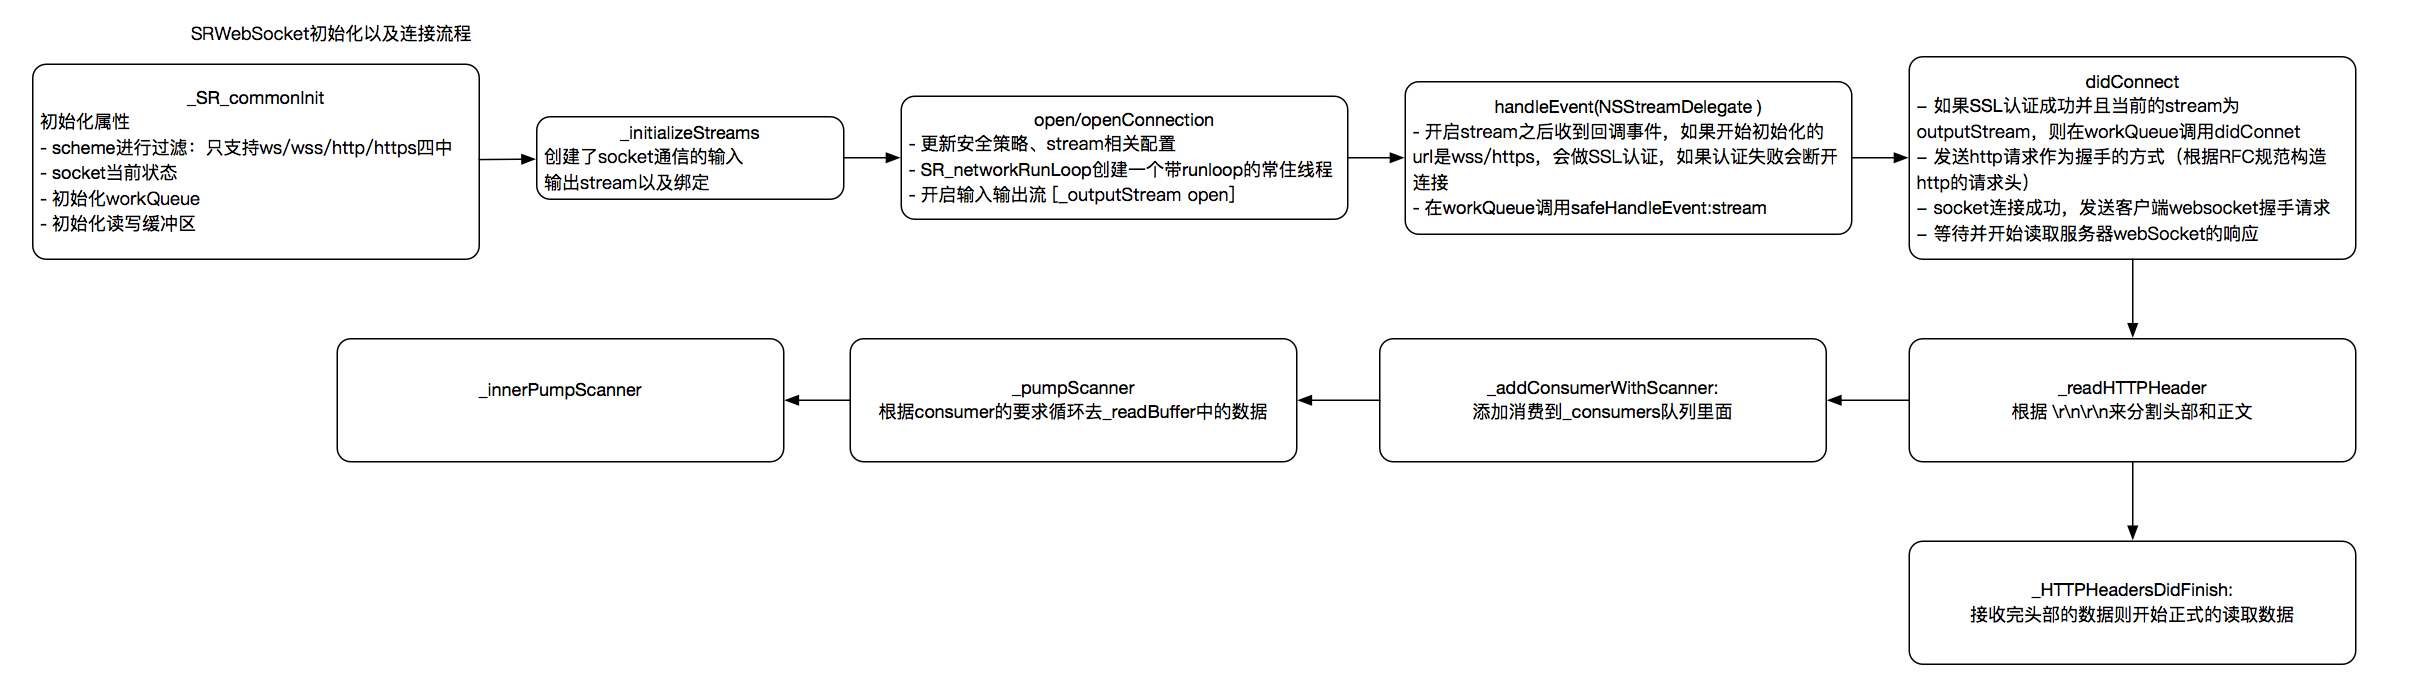 SRWebSocket初始化以及连接流程
_SR_commonInit
初始化属性
- scheme进行过滤：只支持ws/wss/http/https四中
- socket当前状态
- 初始化workQueue
- 初始化读写缓冲区
_initializeStreams
创建了socket通信的输入
输出stream以及绑定
open/openConnection
- 更新安全策略、stream相关配置
- SR_networkRunLoop创建一个带runloop的常住线程
- 开启输入输出流 [_outputStream open]
handleEvent(NSStreamDelegate )
- 开启stream之后收到回调事件，如果开始初始化的
url是wss/https，会做SSL认证，如果认证失败会断开
连接
- 在workQueue调用safeHandleEvent:stream
didConnect
– 如果SSL认证成功并且当前的stream为
outputStream，则在workQueue调用didConnet
– 发送http请求作为握手的方式（根据RFC规范构造
http的请求头）
– socket连接成功，发送客户端websocket握手请求
– 等待并开始读取服务器webSocket的响应
_innerPumpScanner
_pumpScanner
根据consumer的要求循环去_readBuffer中的数据
_addConsumerWithScanner:
添加消费到_consumers队列里面
_readHTTPHeader
根据 \r\n\r\n来分割头部和正文
_HTTPHeadersDidFinish:
接收完头部的数据则开始正式的读取数据